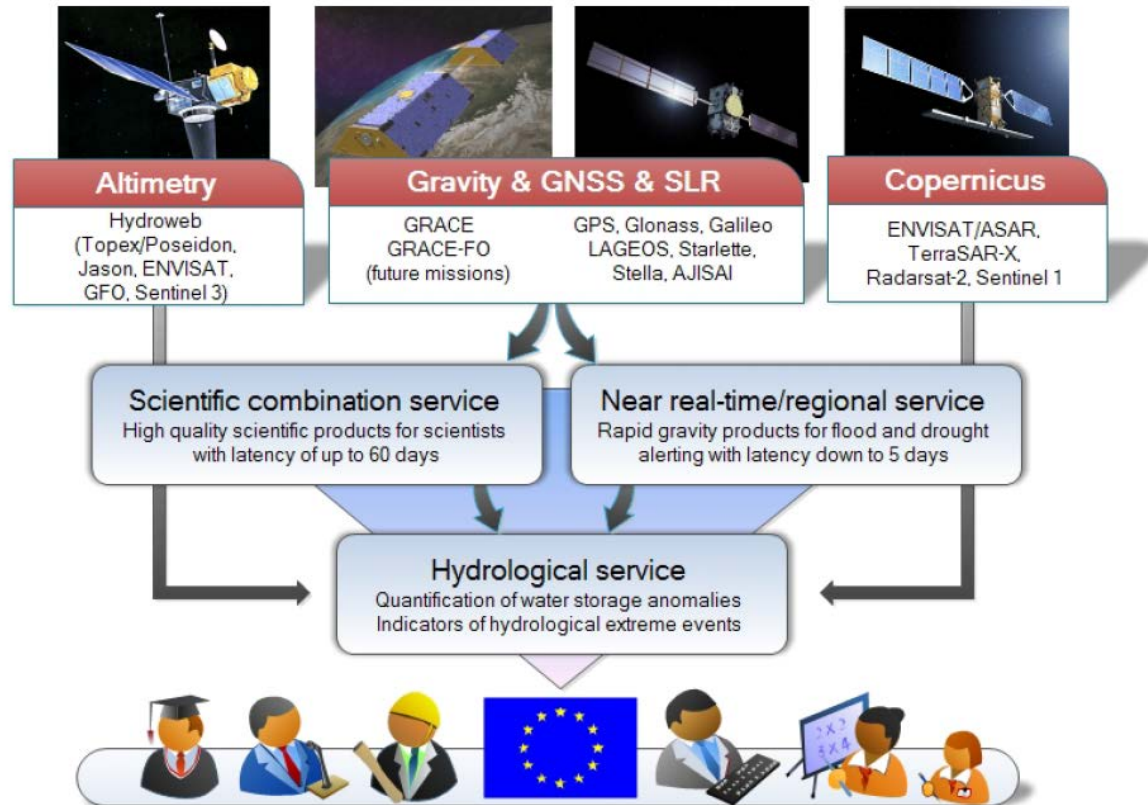 Altimetry
Hydroweb
(Topex/Poseidon,
Jason, ENVISAT,
GFO, Sentinel 3)
Gravity & GNSS & SLR
GRACE
GRACE-FO
(future missions)
GPS, Glonass, Galileo
LAGEOS, Starlette,
Stella, AJISAI
Copernicus
ENVISAT/ASAR,
TerraSAR-X,
Radarsat-2, Sentinel 1
Scientific combination service
High quality scientific products for scientists
with latency of up to 60 days
Near real-time/regional service
Rapid gravity products for flood and drought
alerting with latency down to 5 days
Hydrological service
Quantification of water storage anomalies
Indicators of hydrological extreme events
2 x 2
3 x 4